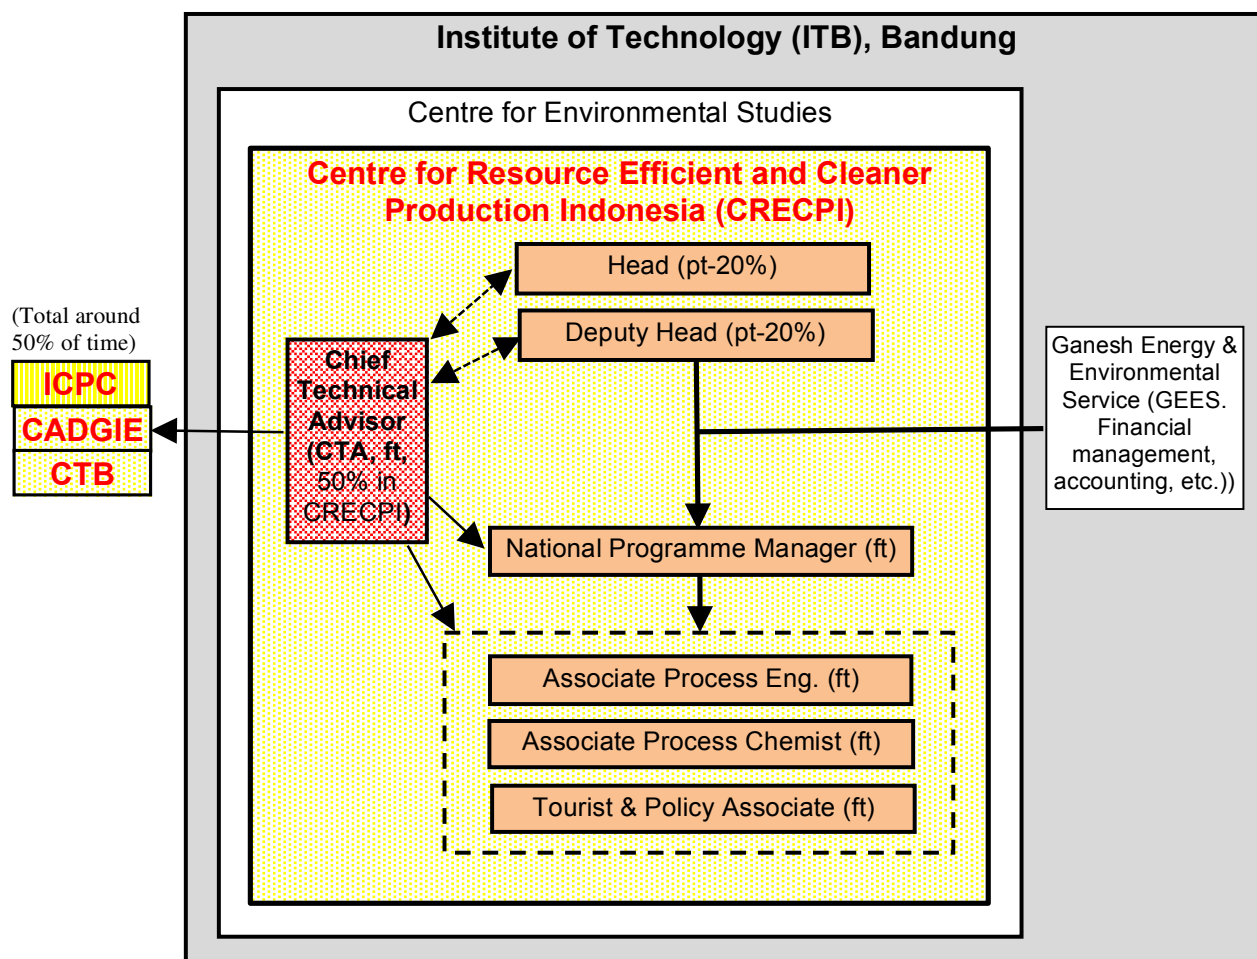 Institute of Technology (ITB), Bandung
Centre for Environmental Studies
Centre for Resource Efficient and Cleaner
Production Indonesia (CRECPI)
Head (pt-20%)
Deputy Head (pt-20%)
(Total around
50% of time)
ICPC
CADGIE
CTB
Chief
Technical
Advisor
(CTA, ft,
50% in
CRECPI)
Ganesh Energy &
Environmental
Service (GEES.
Financial
management,
accounting, etc.))
National Programme Manager (ft)
Associate Process Eng. (ft)
Associate Process Chemist (ft)
Tourist & Policy Associate (ft)